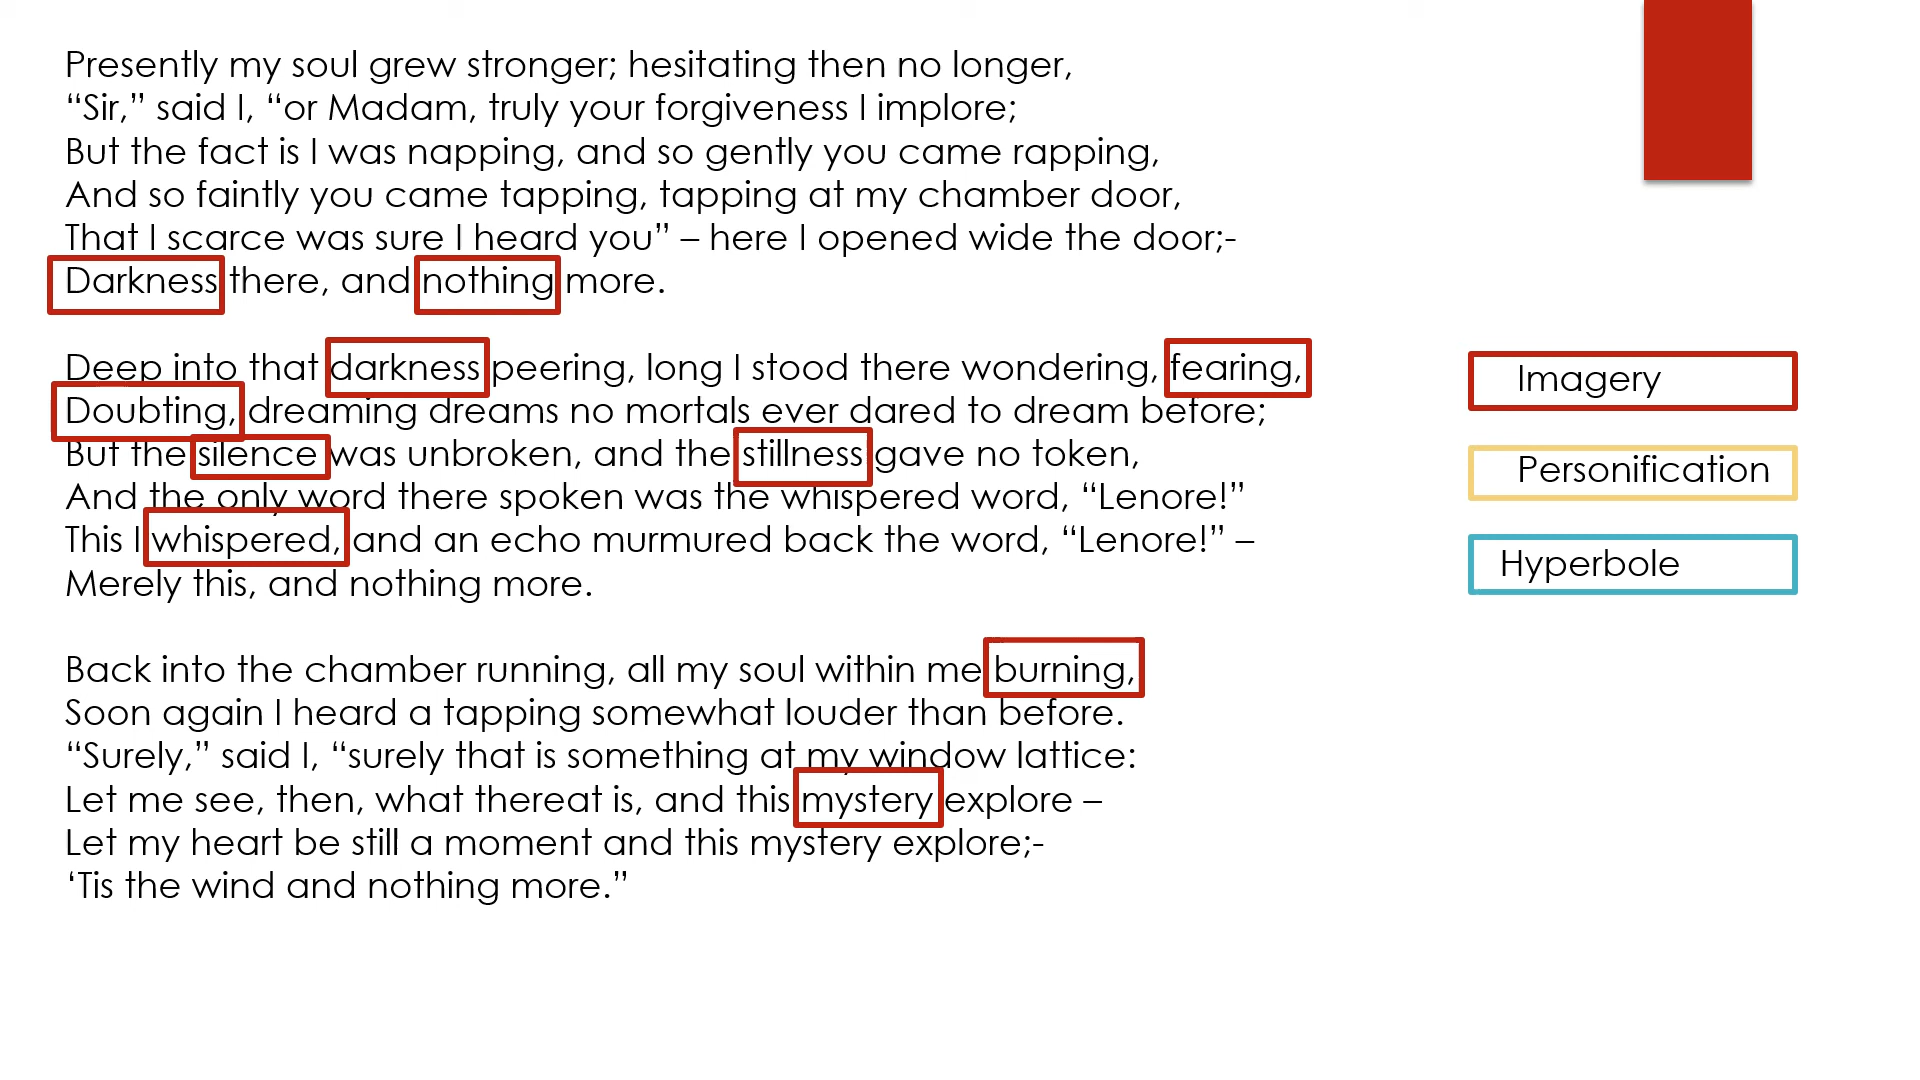 Presently my soul grew stronger; hesitating then no longer,
“Sir,” said I, “or Madam, truly your forgiveness I implore;
But the fact is I was napping, and so gently you came rapping,
And so faintly you came tapping, tapping at my chamber door,
That I scarce was sure I heard you” – here I opened wide the door;-
Darkness there, and nothing more.
Deep into that darkness peering, long I stood there wondering, fearing,
Doubting, dreaming dreams no mortals ever dared to dream before;
But the silence was unbroken, and the stillness gave no token,
And the only word there spoken was the whispered word, “Lenore!”
This I whispered, and an echo murmured back the word, “Lenore!” –
Merely this, and nothing more.
Back into the chamber running, all my soul within me burning,
Soon again I heard a tapping somewhat louder than before.
“Surely,” said I, “surely that is something at my window lattice:
Let me see, then, what thereat is, and this mystery explore –
Let my heart be still a moment and this mystery explore;-
‘Tis the wind and nothing more.”
Imagery
Personification
Hyperbole